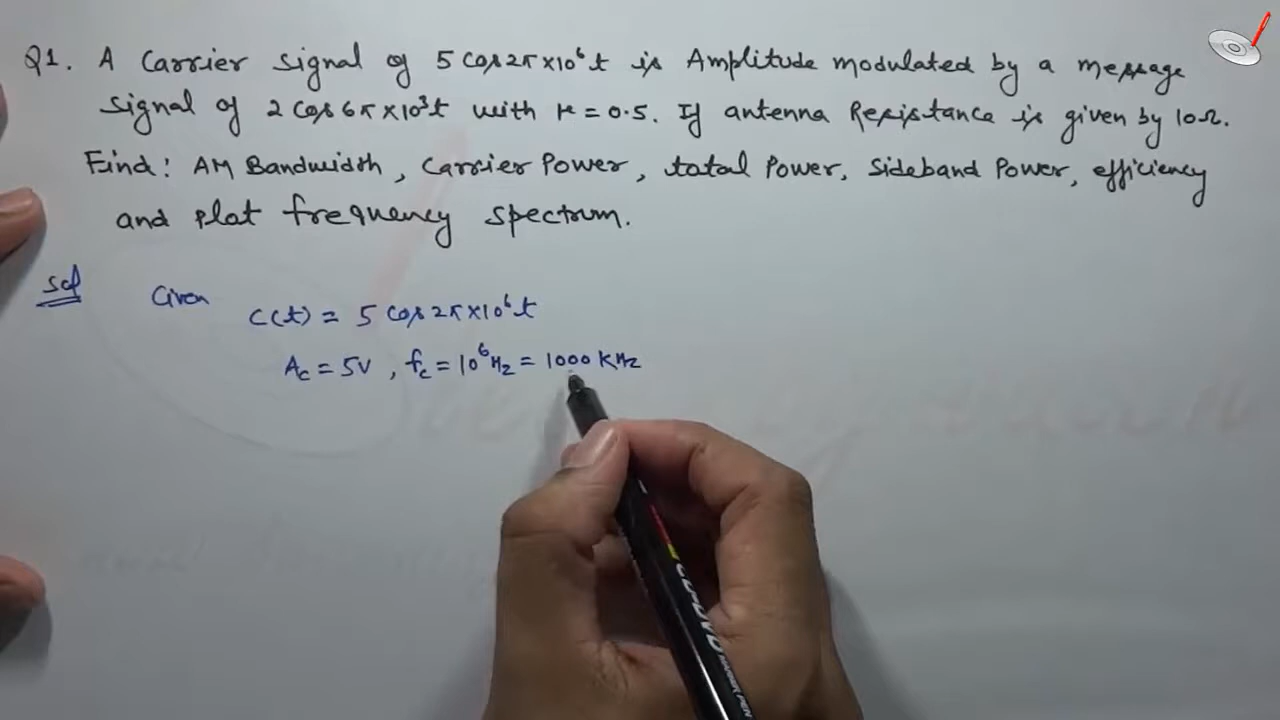 Q1. A Carrier signal of 5 cos 2π×10⁶t is Amplitude modulated by a message
signal of 2 cos 6π×10³t with μ = 0.5. If antenna Resistance is given by 10Ω.
Find: AM Bandwidth, Carrier Power, total Power, Sideband Power, efficiency
and plot frequency spectrum.
Sol Given
C(t) = 5 cos 2π×10⁶t
A_c = 5V, f_c = 10⁶Hz = 1000 KHz